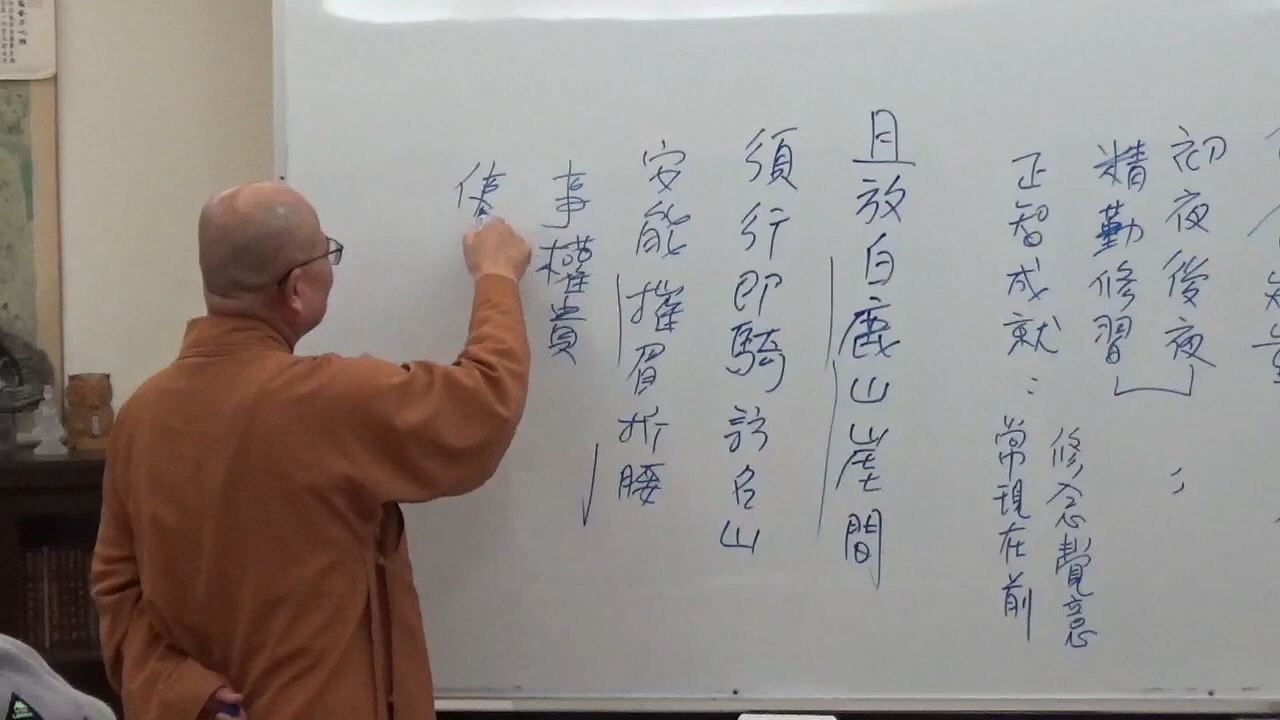 初夜後夜
精勤修習
正智成就：
修念覺意
常現在前
且放白鹿山崖間
須行即騎訪名山
安能摧眉折腰
事權貴